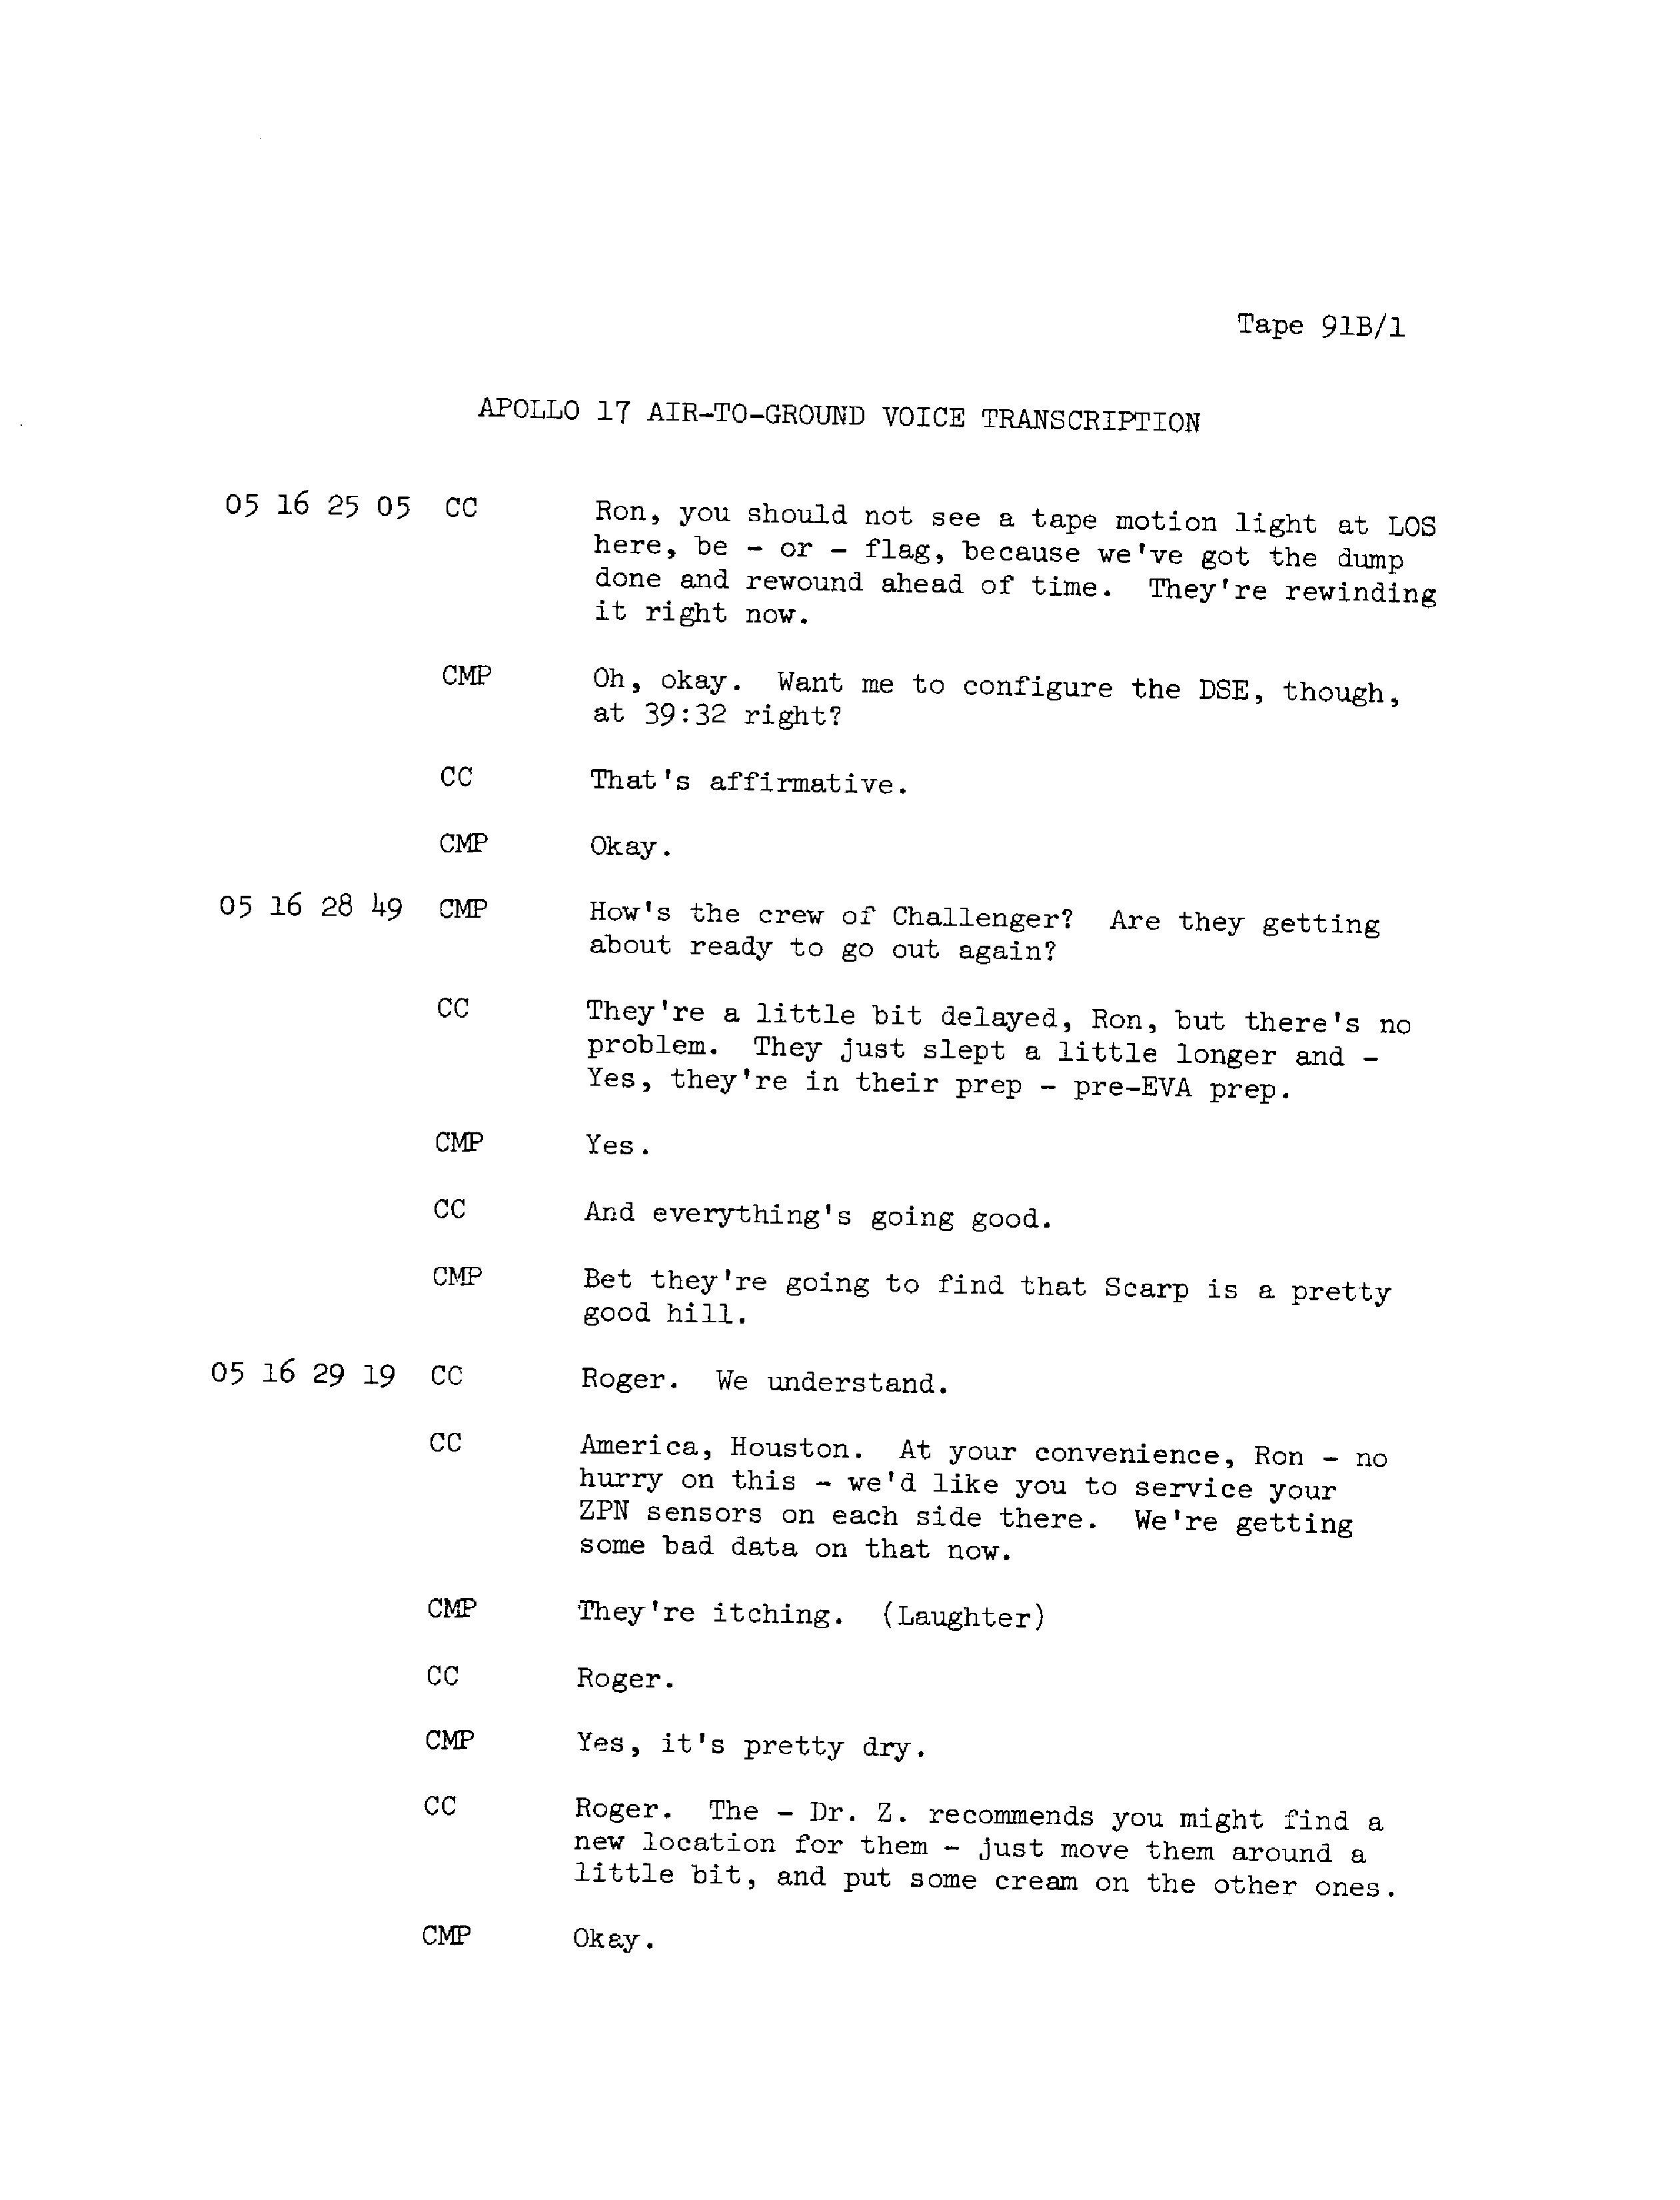 Tape 91B/1
APOLLO 17 AIR-TO-GROUND VOICE TRANSCRIPTION
05 16 25 05 CC Ron, you should not see a tape motion light at LOS
here, be - or - flag, because we've got the dump
done and rewound ahead of time. They're rewinding
it right now.
CMP Oh, okay. Want me to configure the DSE, though,
at 39:32 right?
CC That's affirmative.
CMP Okay.
05 16 28 49 CMP How's the crew of Challenger? Are they getting
about ready to go out again?
CC They're a little bit delayed, Ron, but there's no
problem. They just slept a little longer and -
Yes, they're in their prep - pre-EVA prep.
CMP Yes.
CC And everything's going good.
CMP Bet they're going to find that Scarp is a pretty
good hill.
05 16 29 19 CC Roger. We understand.
CC America, Houston. At your convenience, Ron - no
hurry on this - we'd like you to service your
ZPN sensors on each side there. We're getting
some bad data on that now.
CMP They're itching. (Laughter)
CC Roger.
CMP Yes, it's pretty dry.
CC Roger. The - Dr. Z. recommends you might find a
new location for them - just move them around a
little bit, and put some cream on the other ones.
CMP Okay.